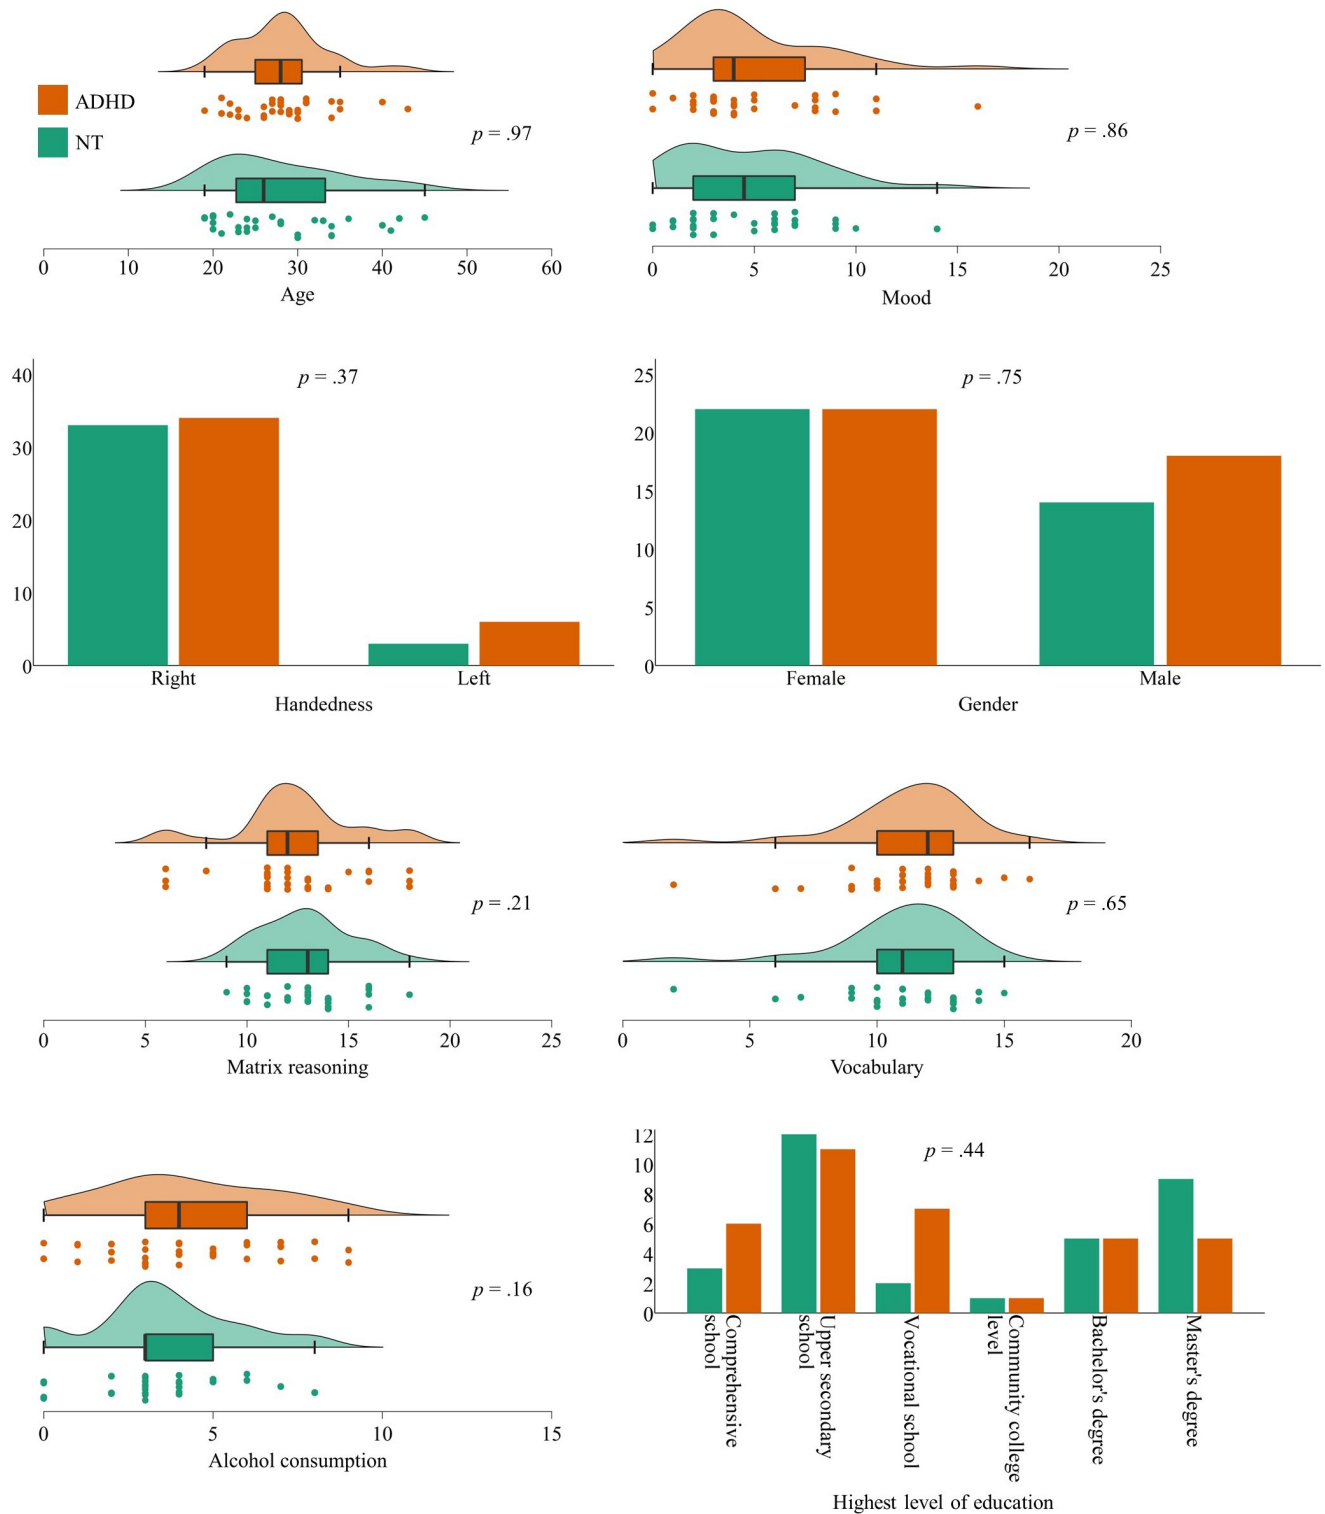 ADHD
NT
p = .97
0 10 20 30 40 50 60
Age
p = .86
0 5 10 15 20 25
Mood
40
30
20
10
0
p = .37
Right Left
Handedness
25
20
15
10
5
0
p = .75
Female Male
Gender
p = .21
0 5 10 15 20 25
Matrix reasoning
p = .65
0 5 10 15 20
Vocabulary
p = .16
0 5 10 15
Alcohol consumption
12
10
8
6
4
2
0
p = .44
Comprehensive
school
Upper secondary
school
Vocational school
Community college
level
Bachelor's degree
Master's degree
Highest level of education